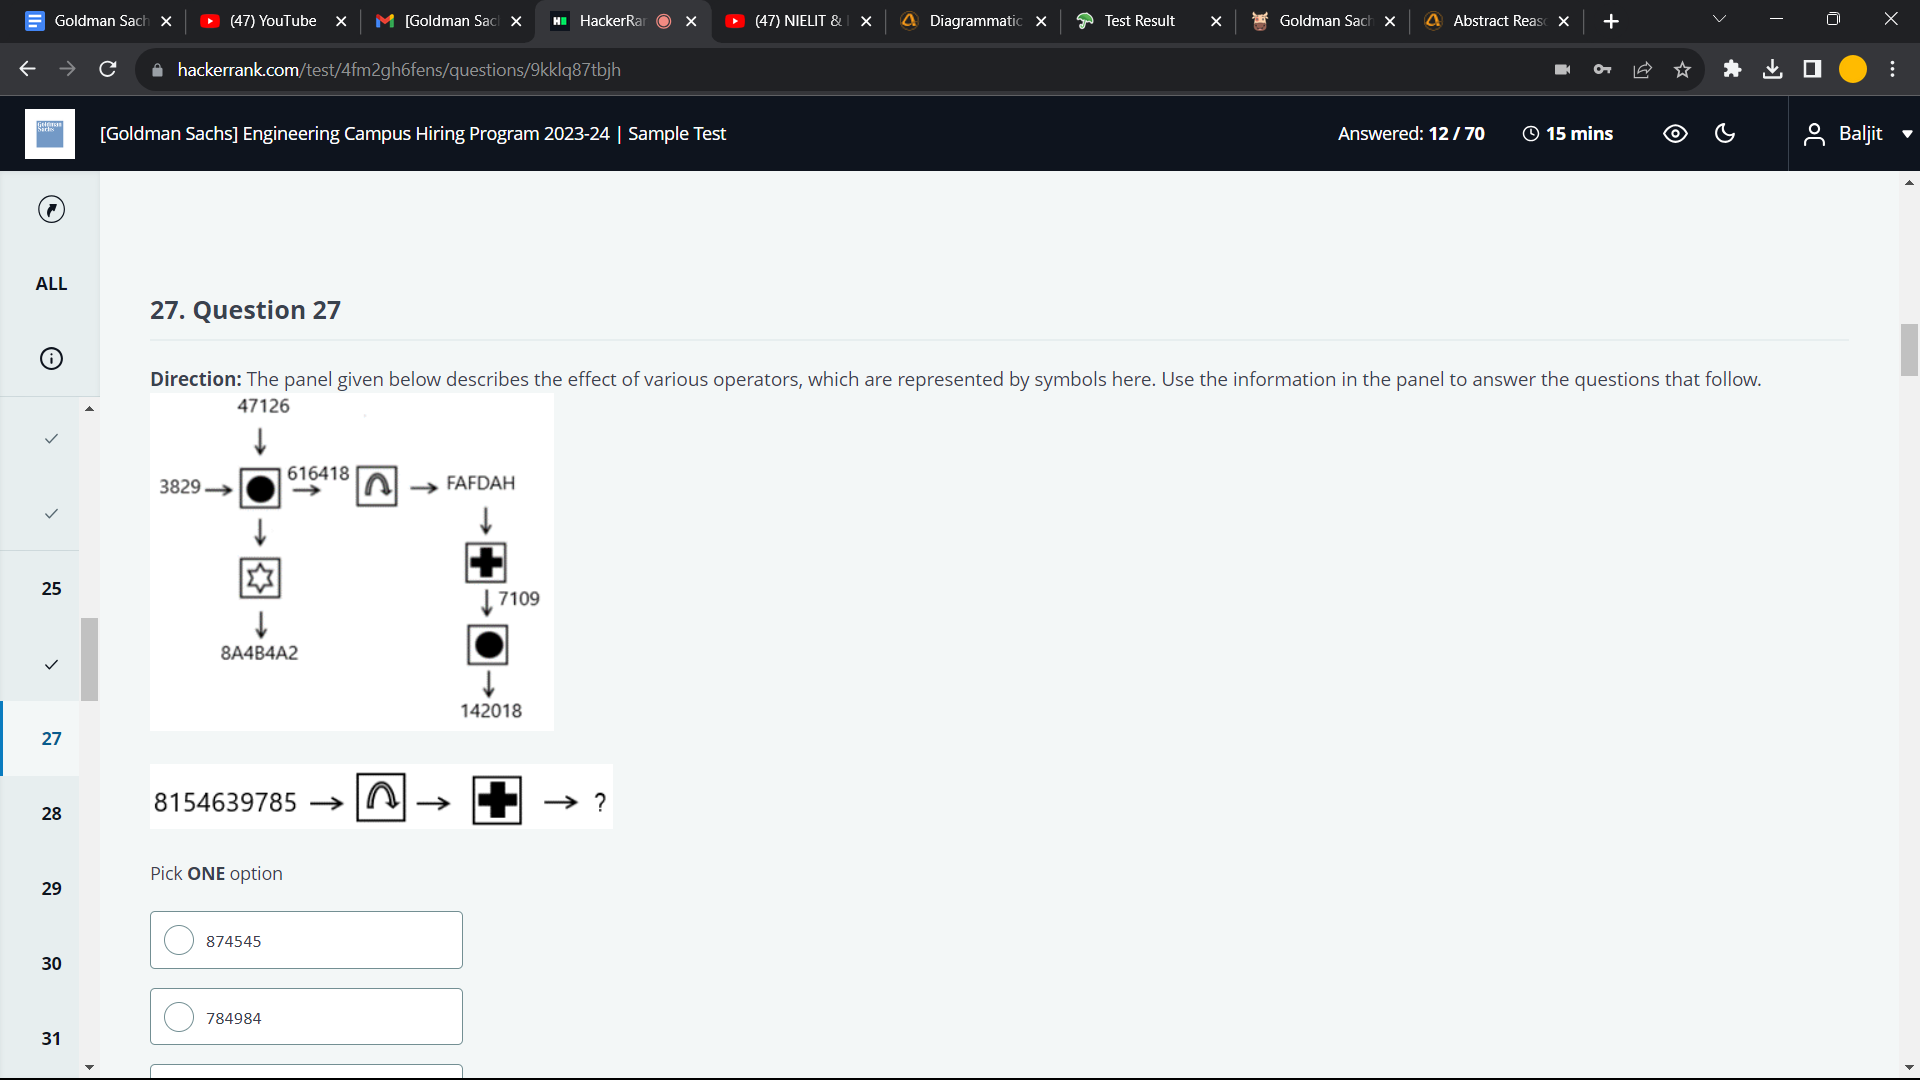 Goldman Sach
(47) YouTube
[Goldman Sac
HackerRar
(47) NIELIT &
Diagrammatic
Test Result
Goldman Sach
Abstract Reaso
hackerrank.com/test/4fm2gh6fens/questions/9kklq87tbjh
Goldman Sachs
[Goldman Sachs] Engineering Campus Hiring Program 2023-24 | Sample Test
Answered: 12 / 70
15 mins
Baljit
ALL
25
27
28
29
30
31
27. Question 27
Direction: The panel given below describes the effect of various operators, which are represented by symbols here. Use the information in the panel to answer the questions that follow.
47126
3829
616418
FAFDAH
7109
8A4B4A2
142018
8154639785
?
Pick ONE option
874545
784984